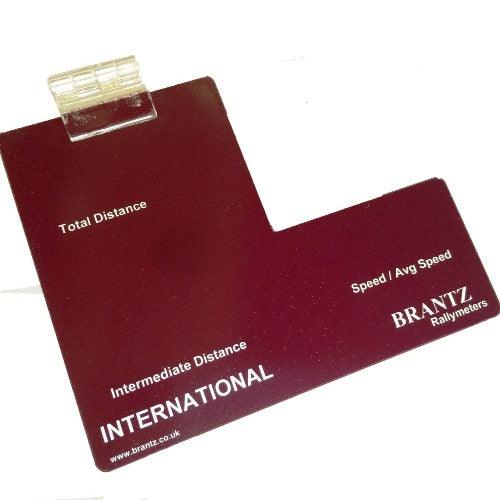 Total Distance
Speed / Avg Speed
BRANTZ
Rallymeters
Intermediate Distance
INTERNATIONAL
www.brantz.co.uk